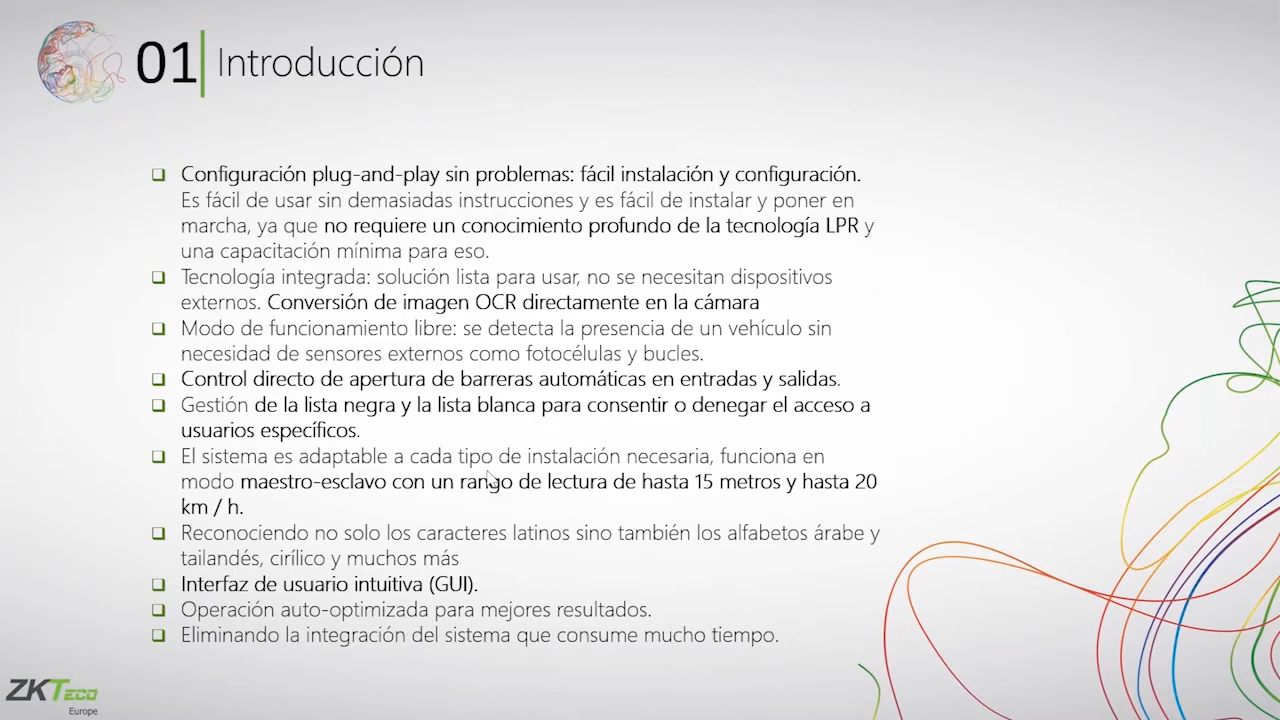 01 Introducción
Configuración plug-and-play sin problemas: fácil instalación y configuración.
Es fácil de usar sin demasiadas instrucciones y es fácil de instalar y poner en
marcha, ya que no requiere un conocimiento profundo de la tecnología LPR y
una capacitación mínima para eso.
Tecnología integrada: solución lista para usar, no se necesitan dispositivos
externos. Conversión de imagen OCR directamente en la cámara
Modo de funcionamiento libre: se detecta la presencia de un vehículo sin
necesidad de sensores externos como fotocélulas y bucles.
Control directo de apertura de barreras automáticas en entradas y salidas.
Gestión de la lista negra y la lista blanca para consentir o denegar el acceso a
usuarios específicos.
El sistema es adaptable a cada tipo de instalación necesaria, funciona en
modo maestro-esclavo con un rango de lectura de hasta 15 metros y hasta 20
km / h.
Reconociendo no solo los caracteres latinos sino también los alfabetos árabe y
tailandés, cirílico y muchos más
Interfaz de usuario intuitiva (GUI).
Operación auto-optimizada para mejores resultados.
Eliminando la integración del sistema que consume mucho tiempo.
ZKTeco
Europe